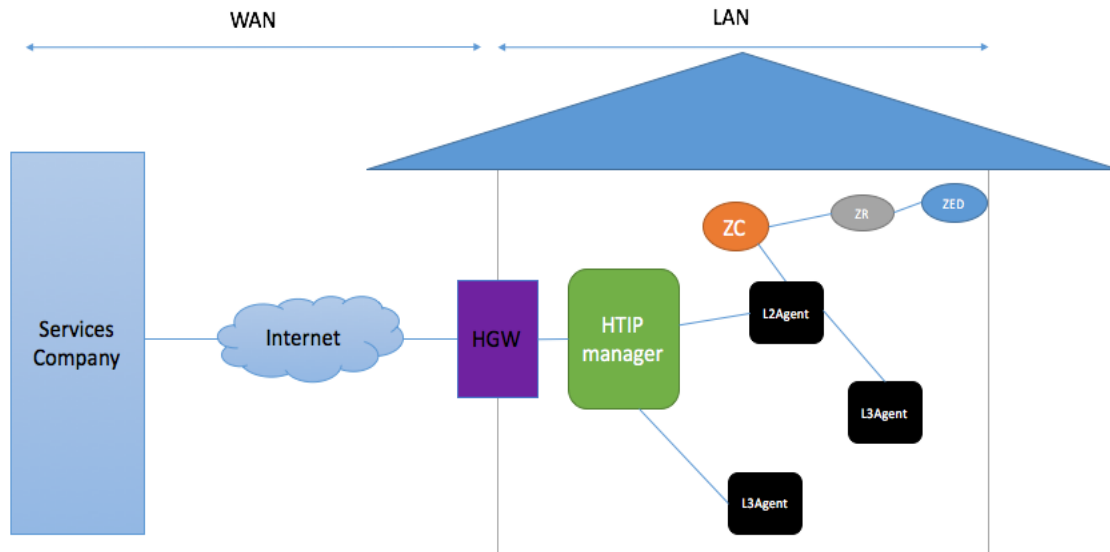 WAN
LAN
ZC
ZR
ZED
Services
Company
Internet
HGW
HTIP
manager
L2Agent
L3Agent
L3Agent